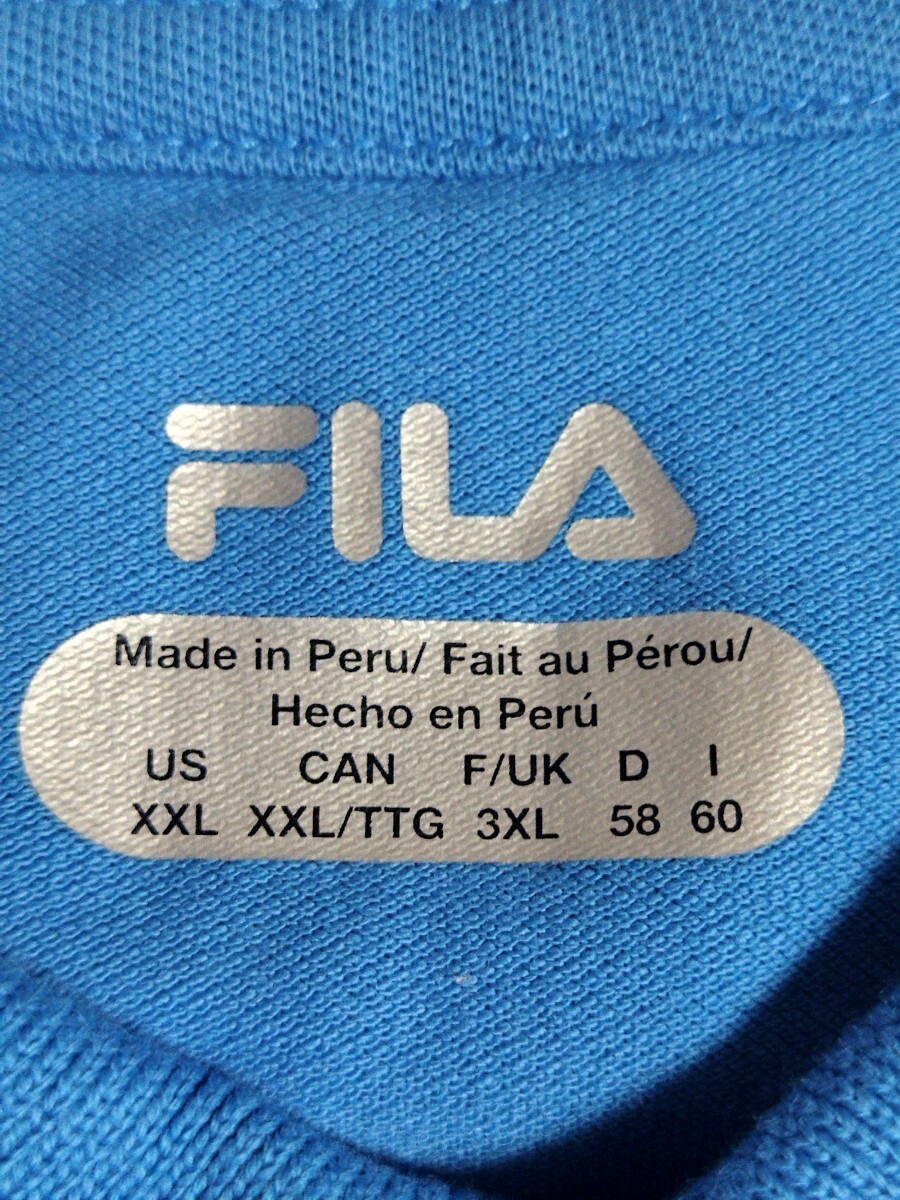 FILA
Made in Peru/ Fait au Pérou/
Hecho en Perú
US CAN F/UK D I
XXL XXL/TTG 3XL 58 60